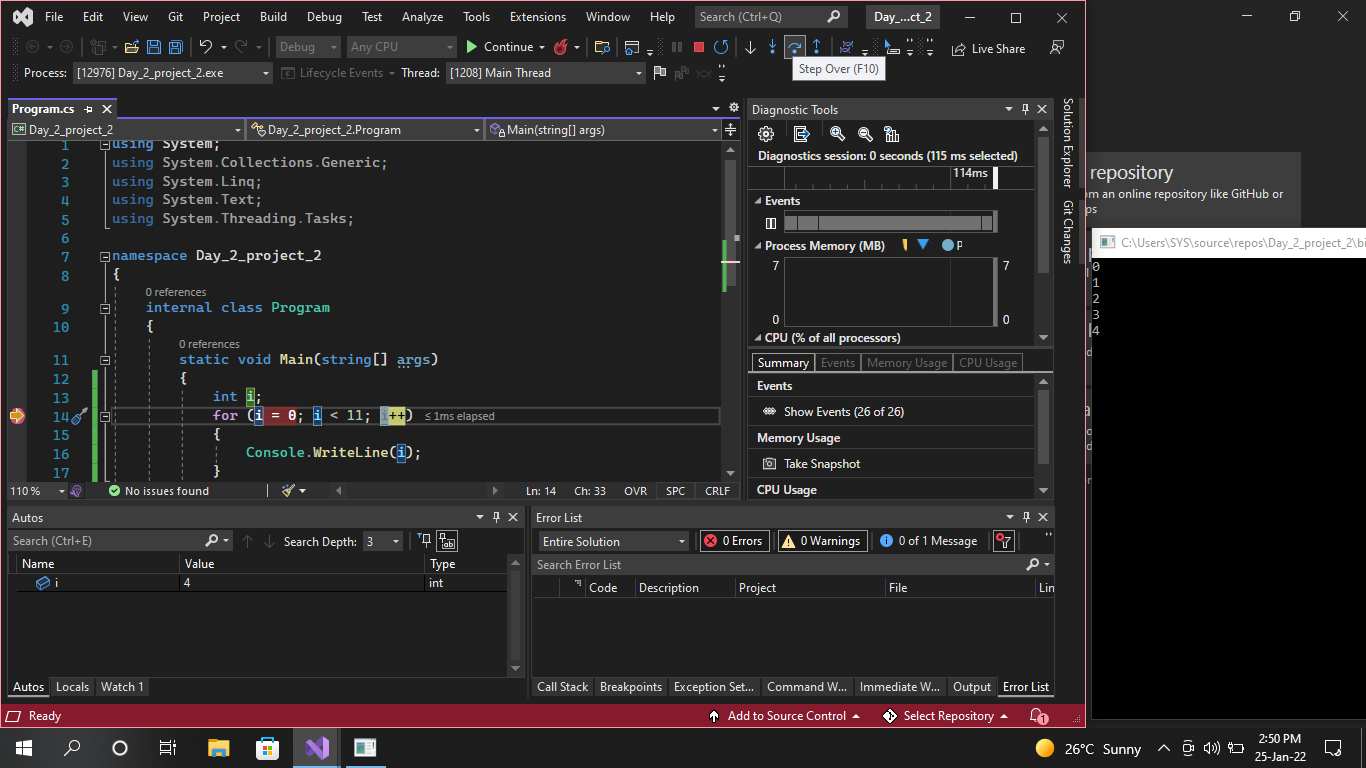 File Edit View Git Project Build Debug Test Analyze Tools Extensions Window Help Search (Ctrl+Q) Day_...ct_2
Debug Any CPU Continue Live Share
Step Over (F10)
Process: [12976] Day_2_project_2.exe Lifecycle Events Thread: [1208] Main Thread
Program.cs
Day_2_project_2 Day_2_project_2.Program Main(string[] args)
1 using System;
2 using System.Collections.Generic;
3 using System.Linq;
4 using System.Text;
5 using System.Threading.Tasks;
6
7 namespace Day_2_project_2
8 {
0 references
9 internal class Program
10 {
0 references
11 static void Main(string[] args)
12 {
13 int i;
14 for (i = 0; i < 11; i++) ≤ 1ms elapsed
15 {
16 Console.WriteLine(i);
17 }
110 % No issues found Ln: 14 Ch: 33 OVR SPC CRLF
Diagnostic Tools
Diagnostics session: 0 seconds (115 ms selected)
114ms
Events
Process Memory (MB) P
7 7
0 0
CPU (% of all processors)
Summary Events Memory Usage CPU Usage
Events
Show Events (26 of 26)
Memory Usage
Take Snapshot
CPU Usage
Solution Explorer
Git Changes
repository
om an online repository like GitHub or
ps
C:\Users\SYS\source\repos\Day_2_project_2\bi
0
1
2
3
4
Autos
Search (Ctrl+E) Search Depth: 3
Name Value Type
i 4 int
Autos Locals Watch 1
Error List
Entire Solution 0 Errors 0 Warnings 0 of 1 Message
Search Error List
Code Description Project File Lin
Call Stack Breakpoints Exception Set... Command W... Immediate W... Output Error List
Ready Add to Source Control Select Repository 1
26°C Sunny 2:50 PM
25-Jan-22